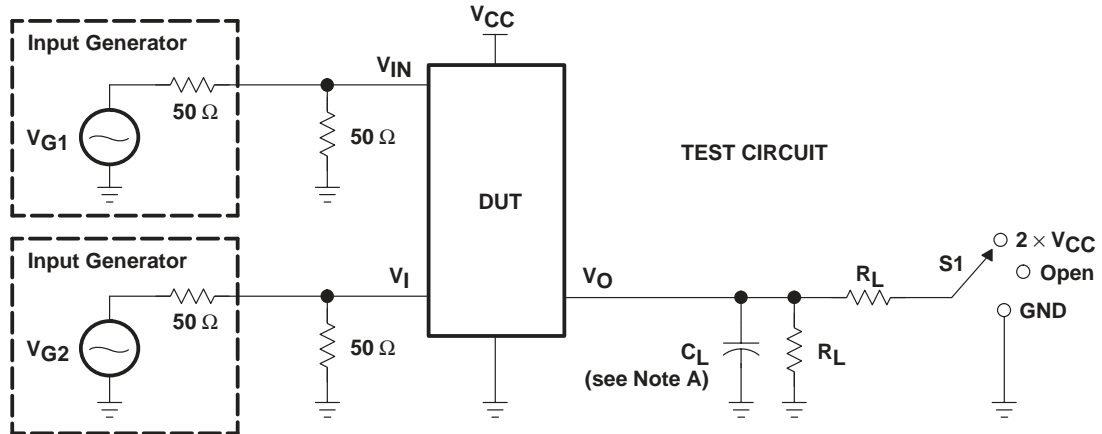 Input Generator
VG1
50 Ω
50 Ω
VIN
VCC
DUT
TEST CIRCUIT
Input Generator
VG2
50 Ω
50 Ω
VI
VO
CL
(see Note A)
RL
RL
S1
2 × VCC
Open
GND